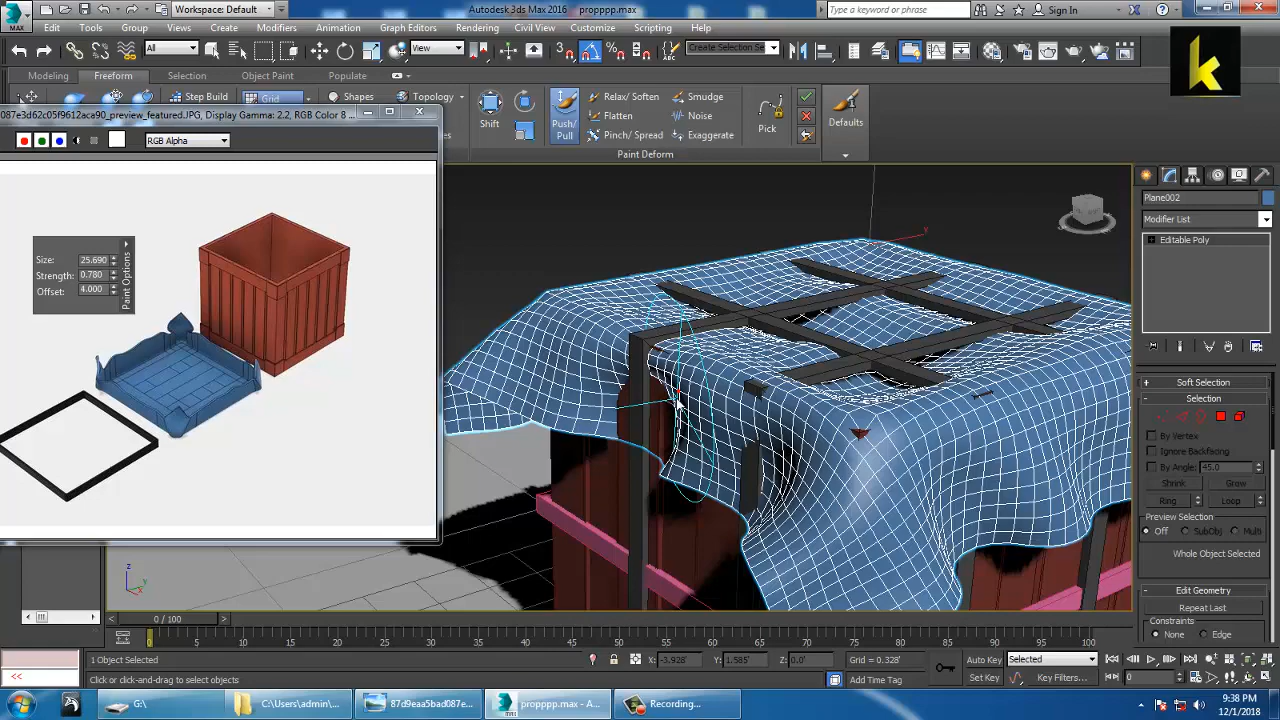 Workspace: Default
Autodesk 3ds Max 2016    propppp.max
Type a keyword or phrase
Sign In
MAX
Edit
Tools
Group
Views
Create
Modifiers
Animation
Graph Editors
Rendering
Civil View
Customize
Scripting
Help
All
View
Create Selection Se
Modeling
Freeform
Selection
Object Paint
Populate
Step Build
Grid
Shapes
Topology
Shift
Push/
Pull
Relax/ Soften
Flatten
Pinch/ Spread
Smudge
Noise
Exaggerate
Pick
Defaults
Paint Deform
087e3d62c05f9612aca90_preview_featured.JPG, Display Gamma: 2.2, RGB Color 8 ...
RGB Alpha
Size: 25.690
Strength: 0.780
Offset: 4.000
Paint Options
Plane002
Modifier List
Editable Poly
Soft Selection
Selection
By Vertex
Ignore Backfacing
By Angle: 45.0
Shrink
Grow
Ring
Loop
Preview Selection
Off
SubObj
Multi
Whole Object Selected
Edit Geometry
Repeat Last
Constraints
None
Edge
0 / 100
0 5 10 15 20 25 30 35 40 45 50 55 60 65 70 75 80 85 90 95 100
1 Object Selected
X: -3.928'
Y: 1.585'
Z: 0.0'
Grid = 0.328'
Auto Key
Selected
Click or click-and-drag to select objects
Add Time Tag
Set Key
Key Filters...
0
G:\
C:\Users\admin\...
87d9eaa5bad087e...
propppp.max - A...
Recording...
9:38 PM
12/1/2018